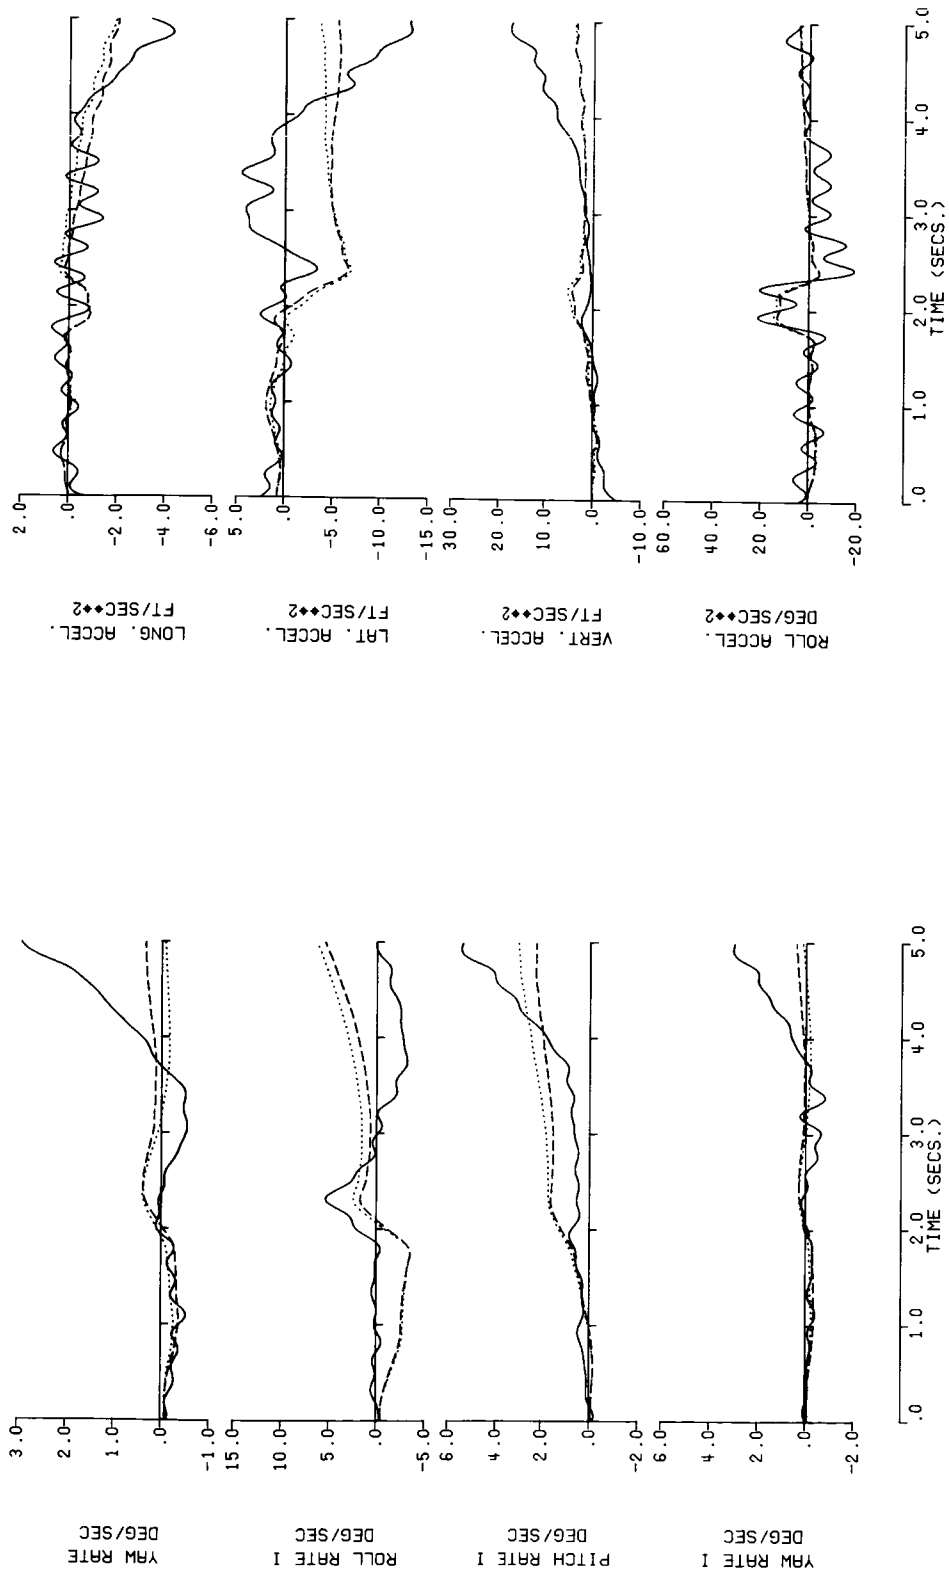 LONG. ACCEL.
FT/SEC**2
2.0
.0
-2.0
-4.0
-6.0
LAT. ACCEL.
FT/SEC**2
5.0
.0
-5.0
-10.0
-15.0
VERT. ACCEL.
FT/SEC**2
30.0
20.0
10.0
.0
-10.0
ROLL ACCEL.
DEG/SEC**2
60.0
40.0
20.0
.0
-20.0
.0
1.0
2.0
3.0
4.0
5.0
TIME (SECS.)
YAW RATE
DEG/SEC
3.0
2.0
1.0
.0
-1.0
ROLL RATE I
DEG/SEC
15.0
10.0
5.0
.0
-5.0
PITCH RATE I
DEG/SEC
6.0
4.0
2.0
.0
-2.0
YAW RATE I
DEG/SEC
6.0
4.0
2.0
.0
-2.0
.0
1.0
2.0
3.0
4.0
5.0
TIME (SECS.)